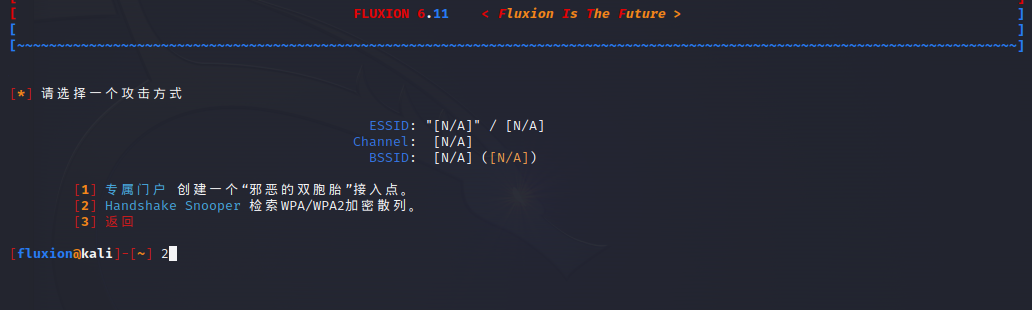 [ FLUXION 6.11 < Fluxion Is The Future > ]
[ ]
[~~~~~~~~~~~~~~~~~~~~~~~~~~~~~~~~~~~~~~~~~~~~~~~~~~~~~~~~~~~~~~~~~~~~~~~~~~~~~~~~~~~~~~~~~~~~~~~~~~~~~~~~~~~~~~~~~~~~~~~~~~~~~]
[*] 请选择一个攻击方式
ESSID: "[N/A]" / [N/A]
Channel: [N/A]
BSSID: [N/A] ([N/A])
[1] 专属门户 创建一个“邪恶的双胞胎”接入点。
[2] Handshake Snooper 检索WPA/WPA2加密散列。
[3] 返回
[fluxion@kali]-[~] 2